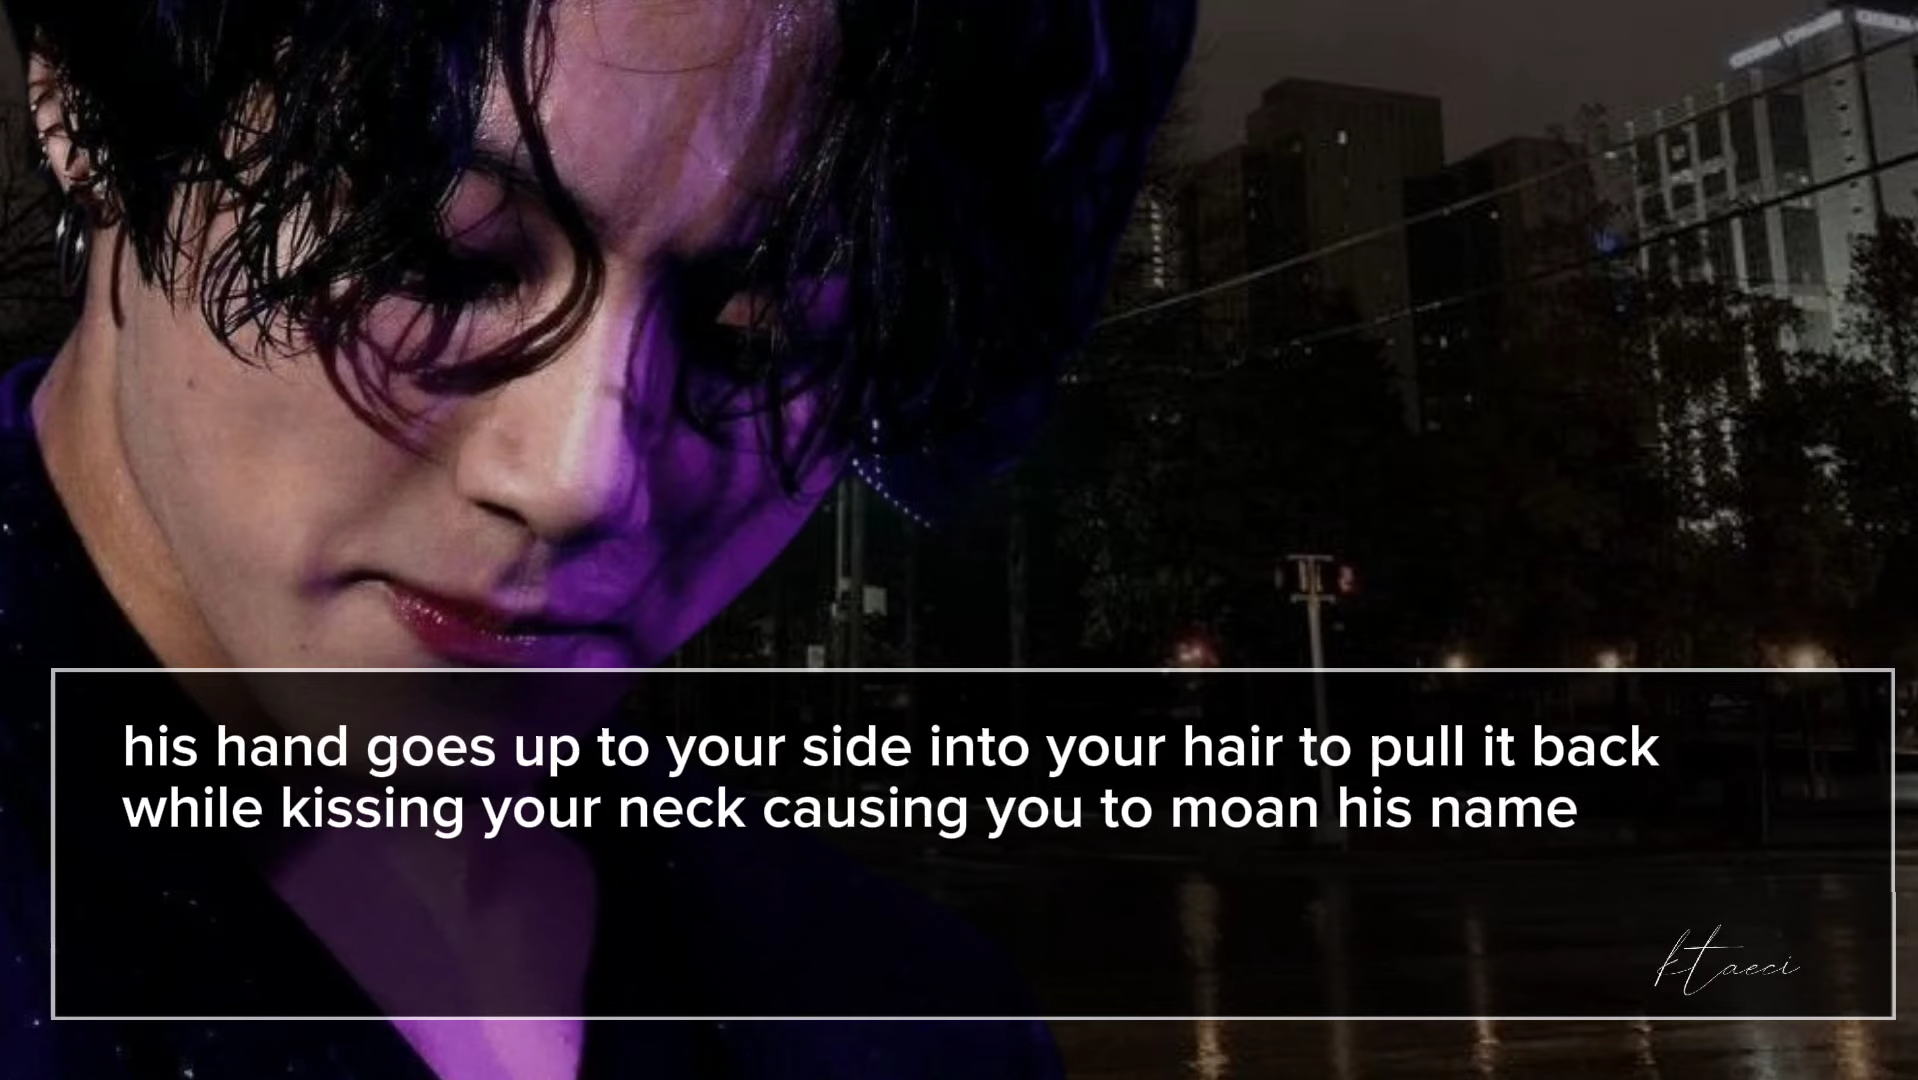 his hand goes up to your side into your hair to pull it back
while kissing your neck causing you to moan his name
ktaeci